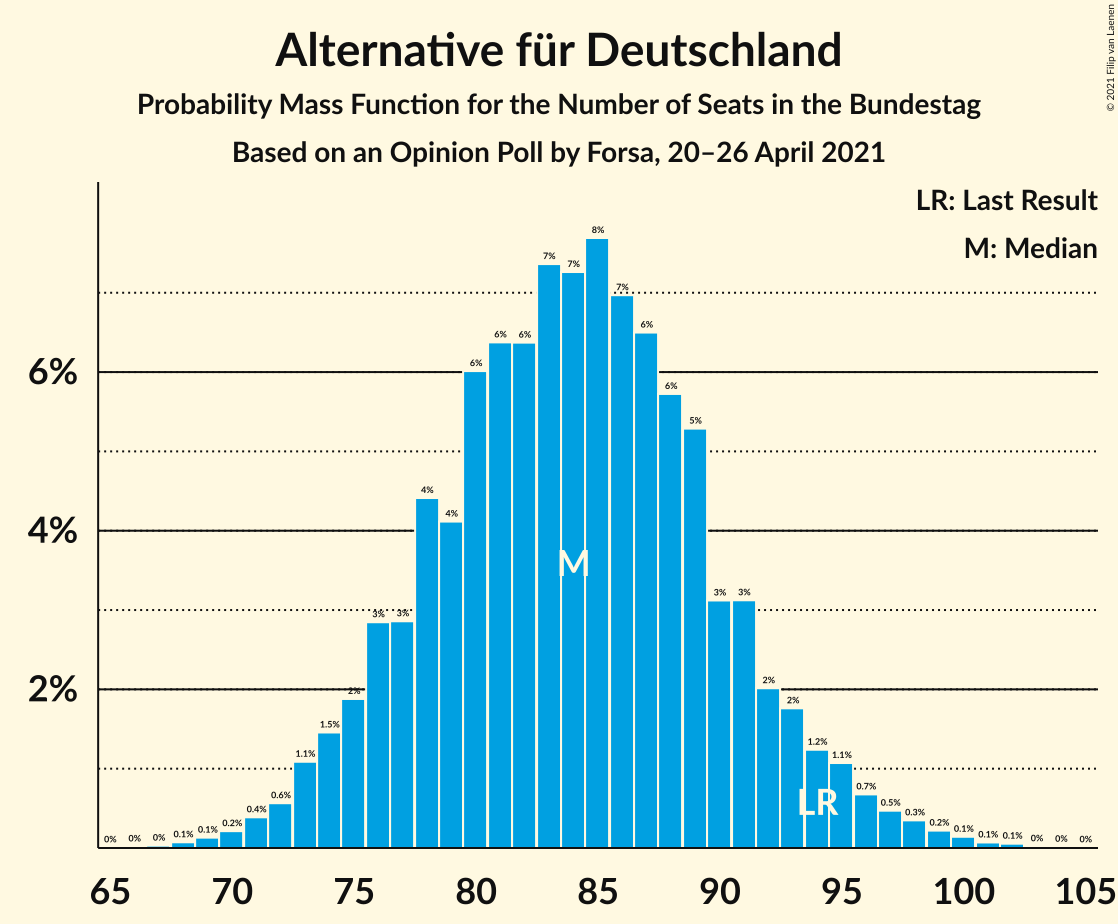 Alternative für Deutschland
Probability Mass Function for the Number of Seats in the Bundestag
Based on an Opinion Poll by Forsa, 20–26 April 2021
© 2021 Filip van Laenen
LR: Last Result
M: Median
6%
4%
2%
0% 0% 0% 0.1% 0.1% 0.2% 0.4% 0.6% 1.1% 1.5% 2% 3% 3% 4% 4% 6% 6% 6% 7% 7% 8% 7% 6% 6% 5% 3% 3% 2% 2% 1.2% 1.1% 0.7% 0.5% 0.3% 0.2% 0.1% 0.1% 0.1% 0% 0% 0%
M
LR
65 70 75 80 85 90 95 100 105